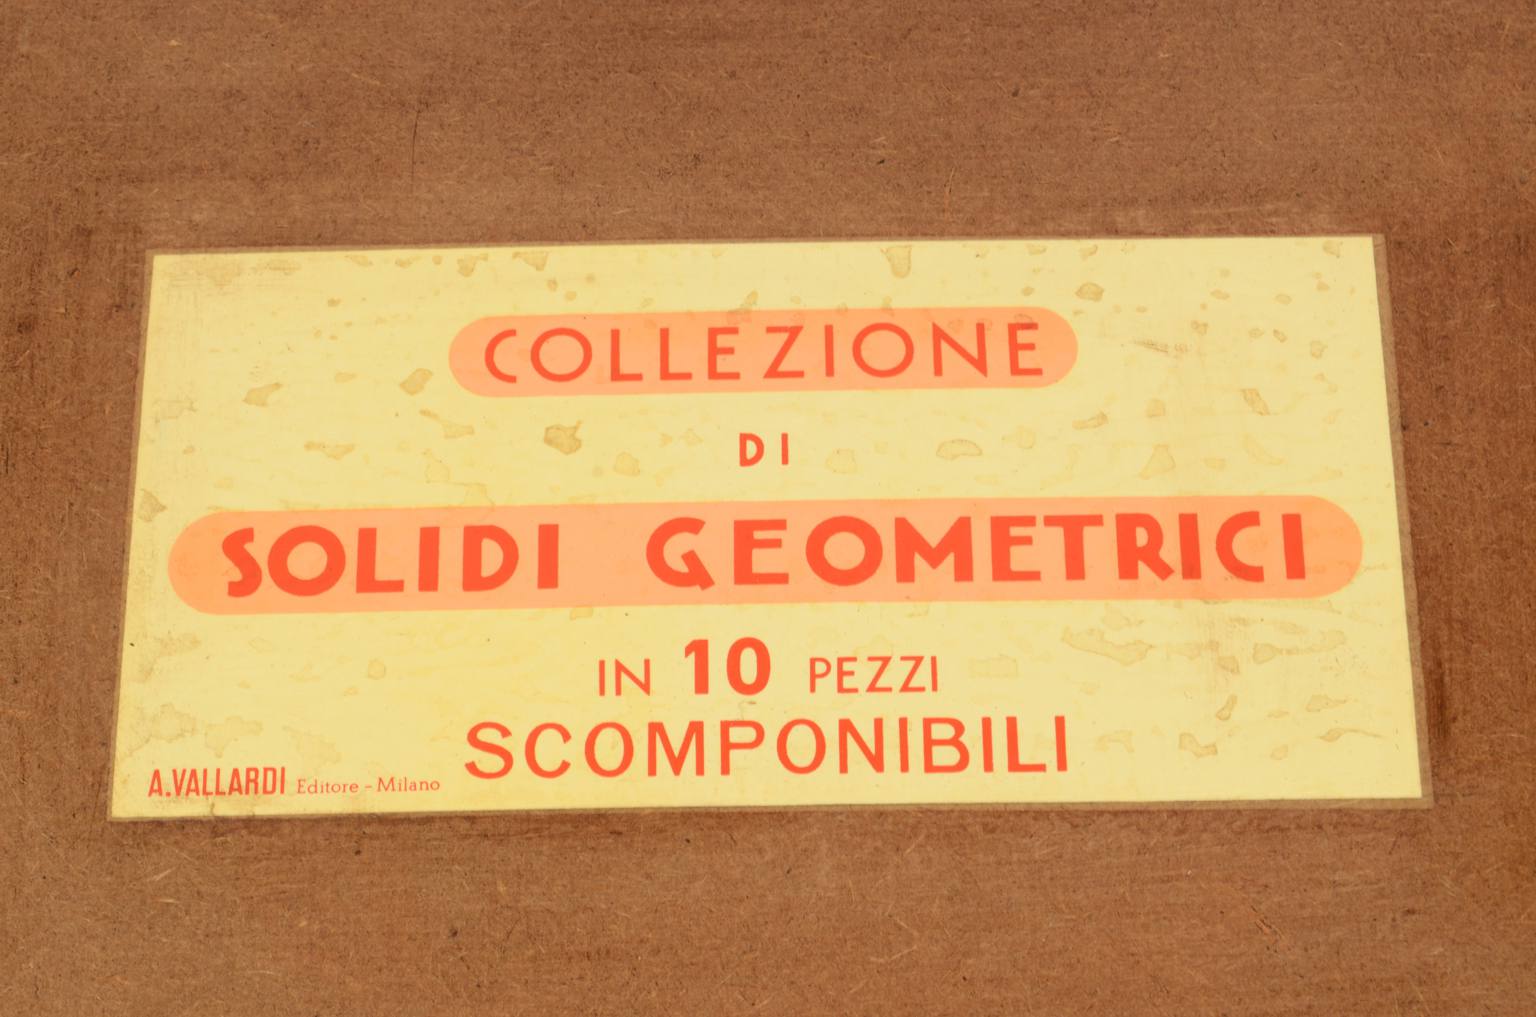 COLLEZIONE
DI
SOLIDI GEOMETRICI
IN 10 PEZZI
SCOMPONIBILI
A.VALLARDI Editore - Milano